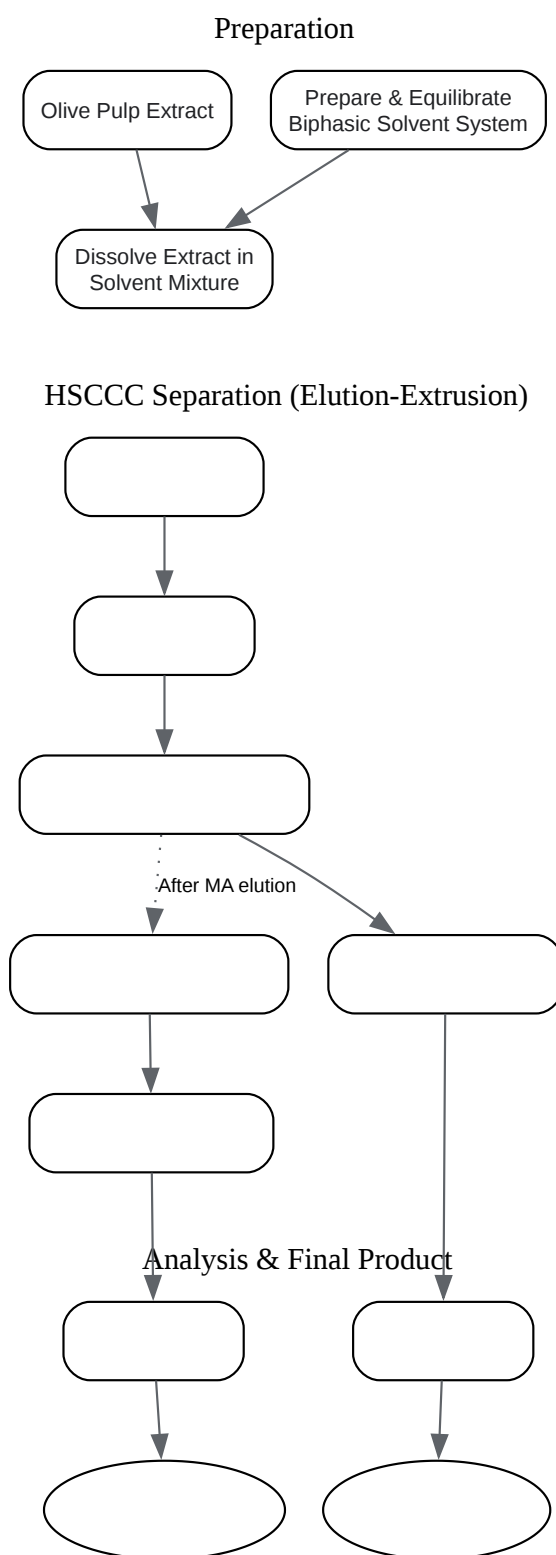 Preparation
Olive Pulp Extract
Prepare & Equilibrate
Biphasic Solvent System
Dissolve Extract in
Solvent Mixture
HSCCC Separation (Elution-Extrusion)
After MA elution
Analysis & Final Product